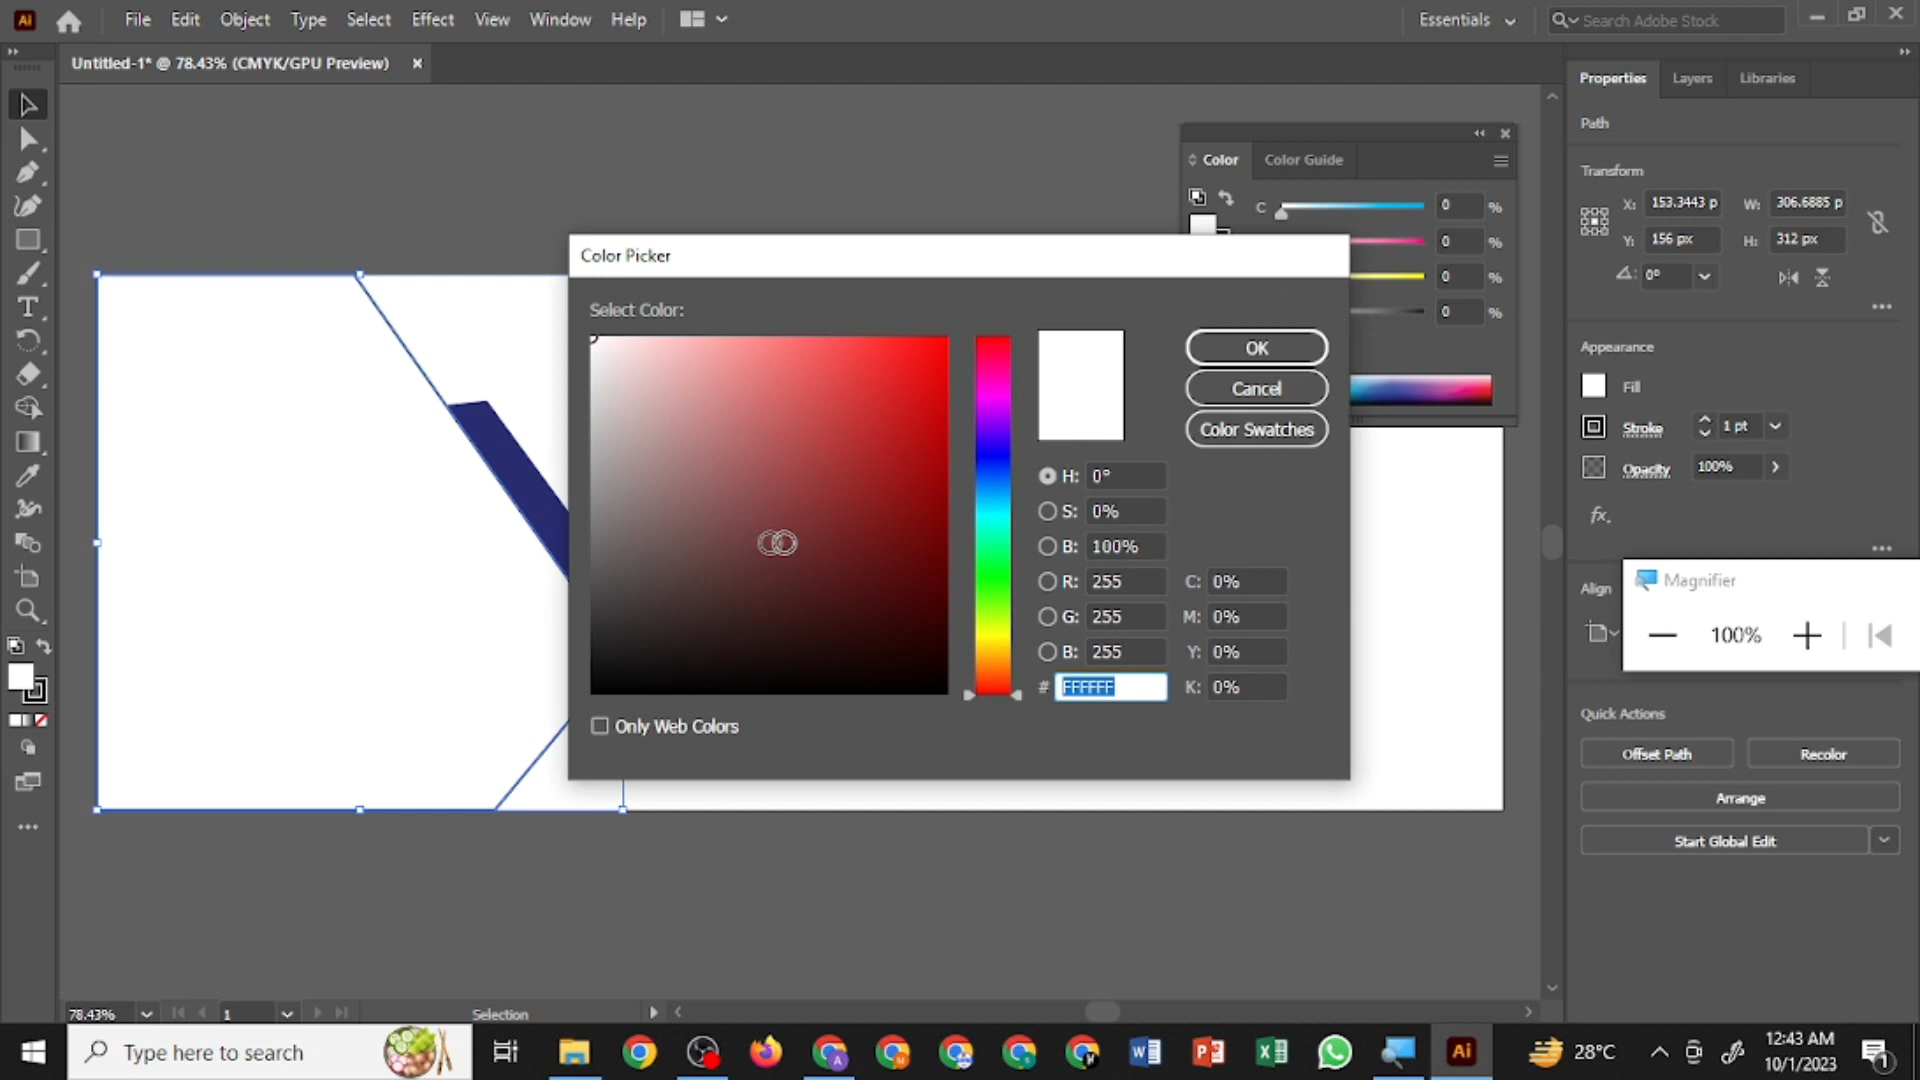 Ai File Edit Object Type Select Effect View Window Help Essentials Search Adobe Stock
Untitled-1* @ 78.43% (CMYK/GPU Preview)
Properties Layers Libraries
Path
Transform
X: 153.3443 p W: 306.6885 p
Y: 156 px H: 312 px
0°
Appearance
Fill
Stroke 1 pt
Opacity 100%
fx.
Align
Magnifier
100%
Quick Actions
Offset Path Recolor
Arrange
Start Global Edit
Color Color Guide
C 0 %
0 %
0 %
0 %
Color Picker
Select Color:
OK
Cancel
Color Swatches
H: 0°
S: 0%
B: 100%
R: 255 C: 0%
G: 255 M: 0%
B: 255 Y: 0%
# FFFFFF K: 0%
Only Web Colors
78.43% 1 Selection
Type here to search
Ai
28°C
12:43 AM
10/1/2023
1